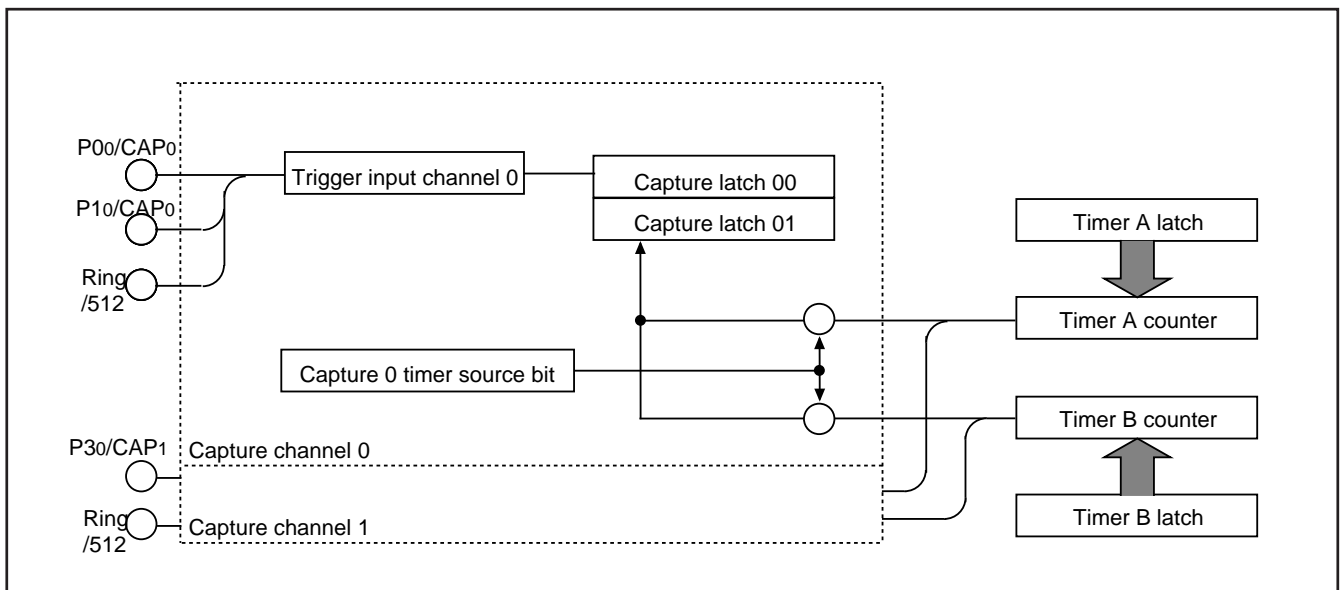 P00/CAP0
P10/CAP0
Ring
/512
Trigger input channel 0
Capture latch 00
Capture latch 01
Timer A latch
Timer A counter
Capture 0 timer source bit
Timer B counter
Timer B latch
P30/CAP1
Capture channel 0
Ring
/512
Capture channel 1